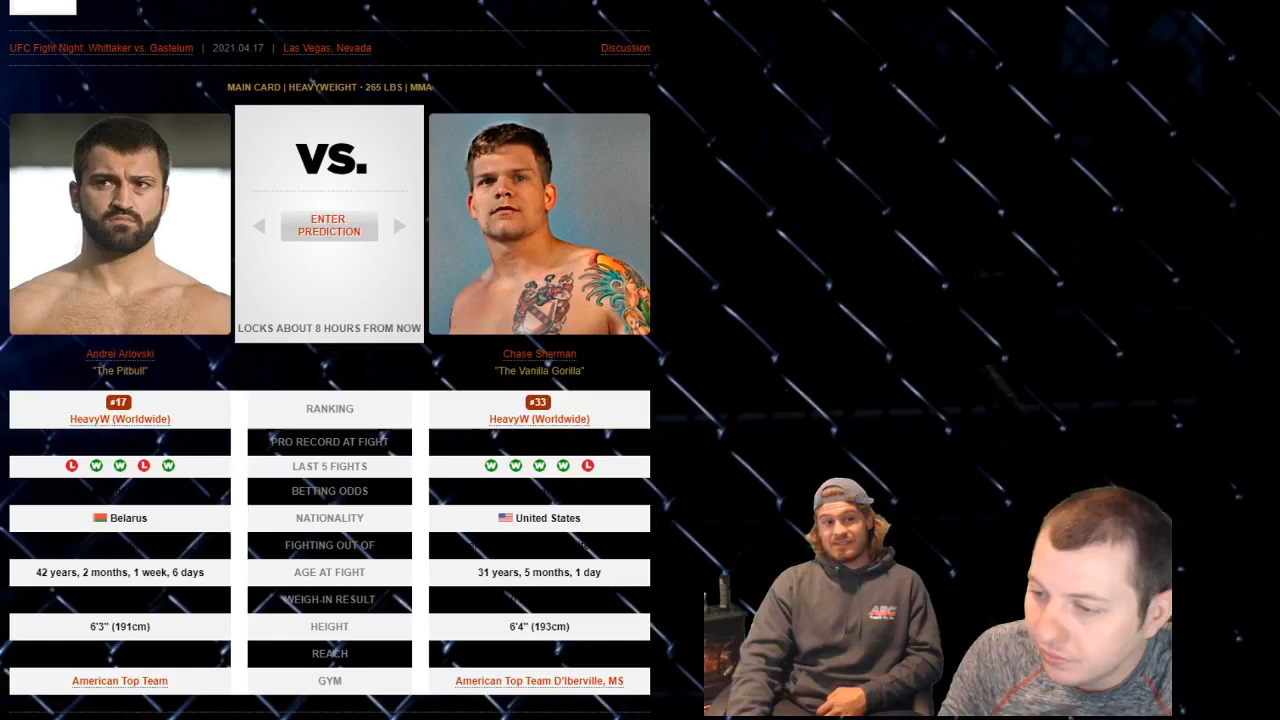 UFC Fight Night: Whittaker vs. Gastelum | 2021.04.17 | Las Vegas, Nevada Discussion
MAIN CARD | HEAVYWEIGHT · 265 LBS | MMA
VS.
ENTER
PREDICTION
LOCKS ABOUT 8 HOURS FROM NOW
Andrei Arlovski Chase Sherman
"The Pitbull" "The Vanilla Gorilla"
#17 #33
HeavyW (Worldwide) RANKING HeavyW (Worldwide)
PRO RECORD AT FIGHT
L W W L W LAST 5 FIGHTS W W W W L
BETTING ODDS
Belarus NATIONALITY United States
FIGHTING OUT OF
42 years, 2 months, 1 week, 6 days AGE AT FIGHT 31 years, 5 months, 1 day
WEIGH-IN RESULT
6'3" (191cm) HEIGHT 6'4" (193cm)
REACH
American Top Team GYM American Top Team D'Iberville, MS